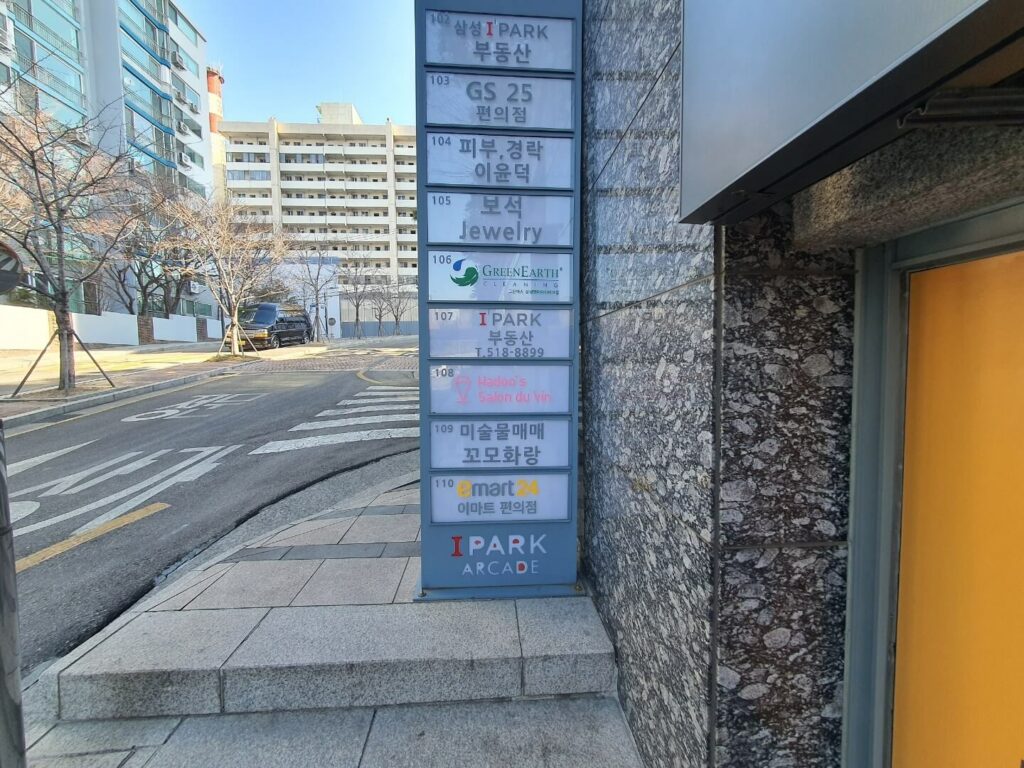 102
삼성 I PARK
부동산
103
GS 25
편의점
104
피부,경락
이윤덕
105
보석
Jewelry
106
GREENEARTH®
CLEANING
107
I PARK
부동산
T.518-8899
108
Hadon's
Salon du Vin
109
미술물매매
꼬모화랑
110
emart24
이마트 편의점
I PARK
ARCADE